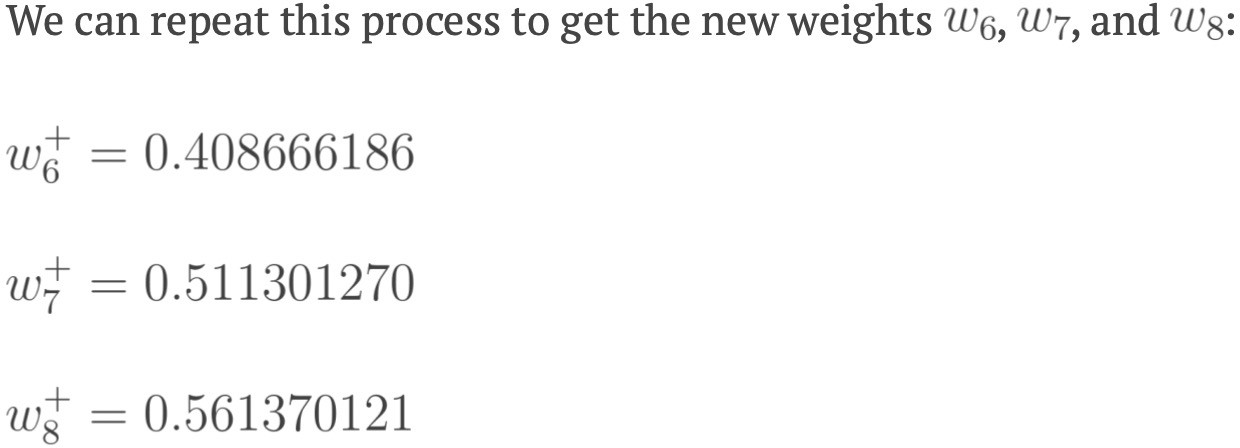 We can repeat this process to get the new weights w₆, w₇, and w₈:
w₆⁺ = 0.408666186
w₇⁺ = 0.511301270
w₈⁺ = 0.561370121